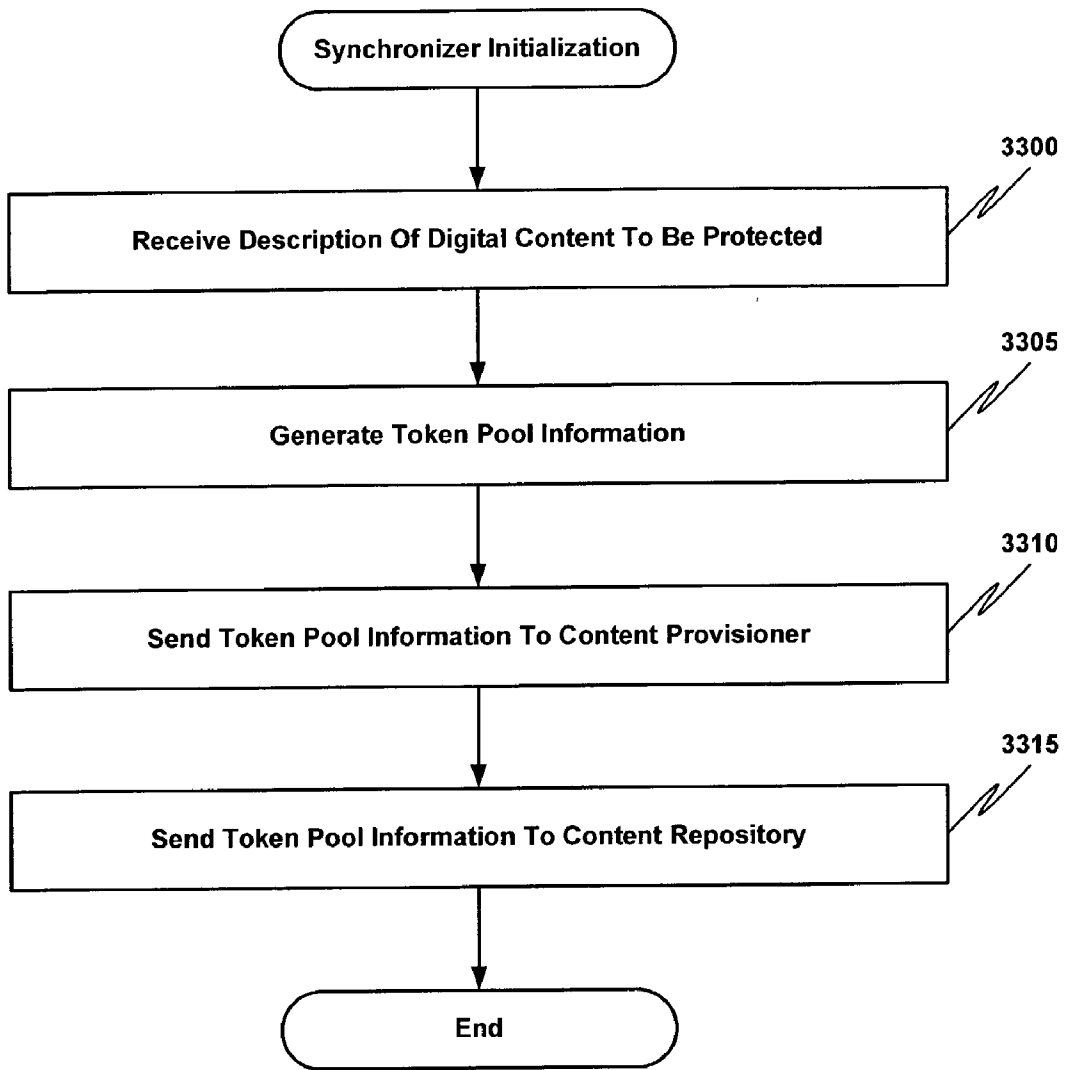 Synchronizer Initialization
3300
Receive Description Of Digital Content To Be Protected
3305
Generate Token Pool Information
3310
Send Token Pool Information To Content Provisioner
3315
Send Token Pool Information To Content Repository
End